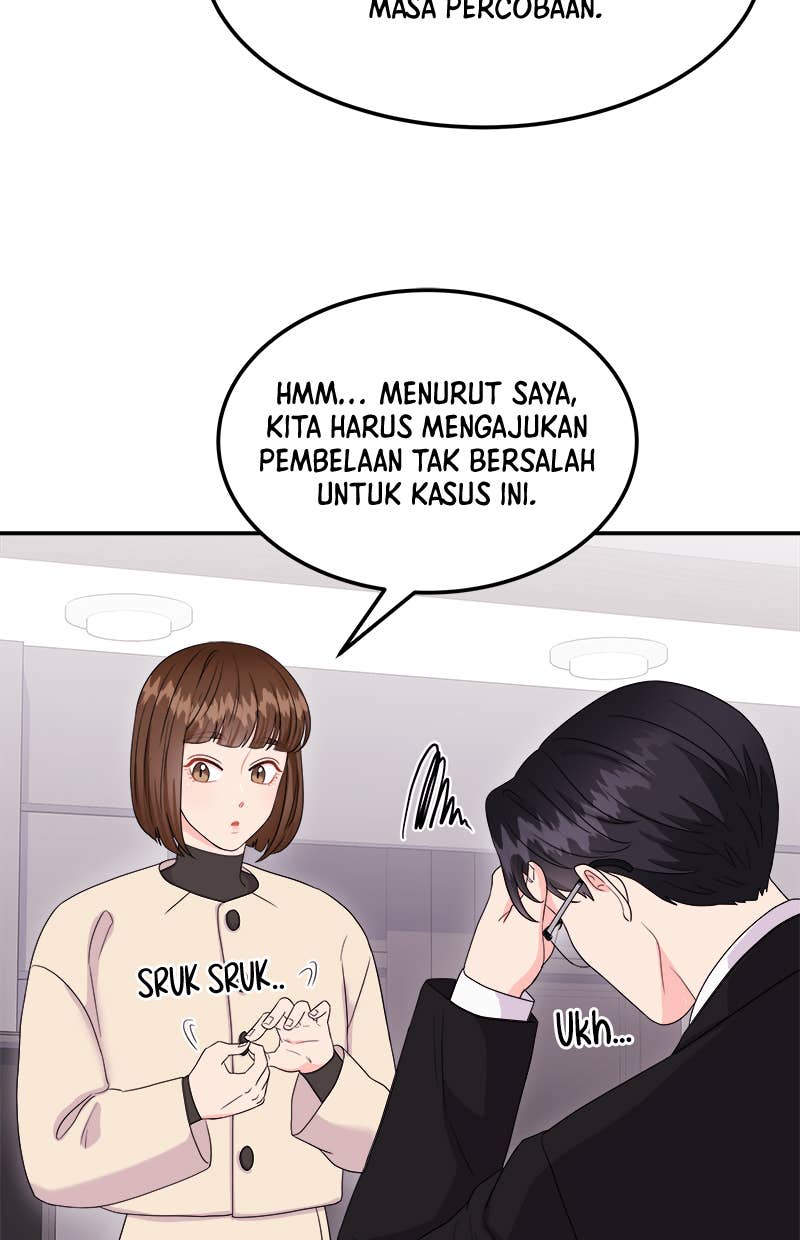 MASA PERCOBAAN.
HMM... MENURUT SAYA,
KITA HARUS MENGAJUKAN
PEMBELAAN TAK BERSALAH
UNTUK KASUS INI.
SRUK SRUK..
Ukh...